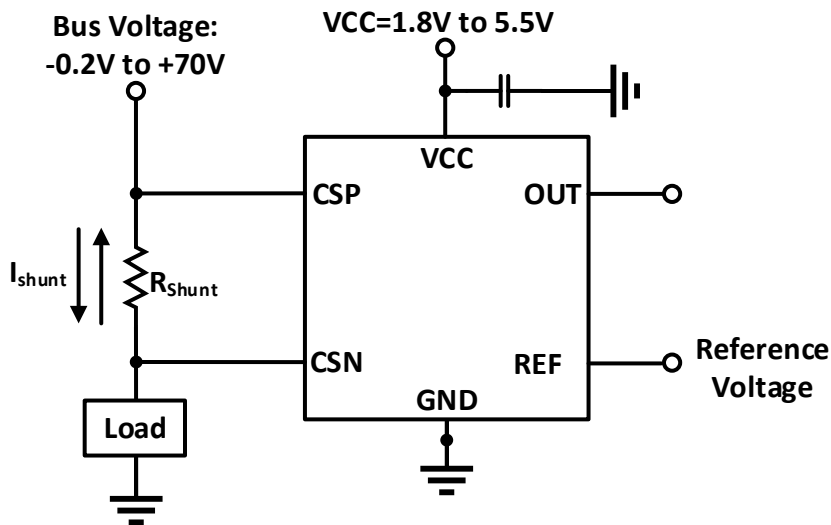 Bus Voltage:
-0.2V to +70V
VCC=1.8V to 5.5V
VCC
CSP
OUT
Ishunt
RShunt
CSN
REF
Reference
Voltage
GND
Load